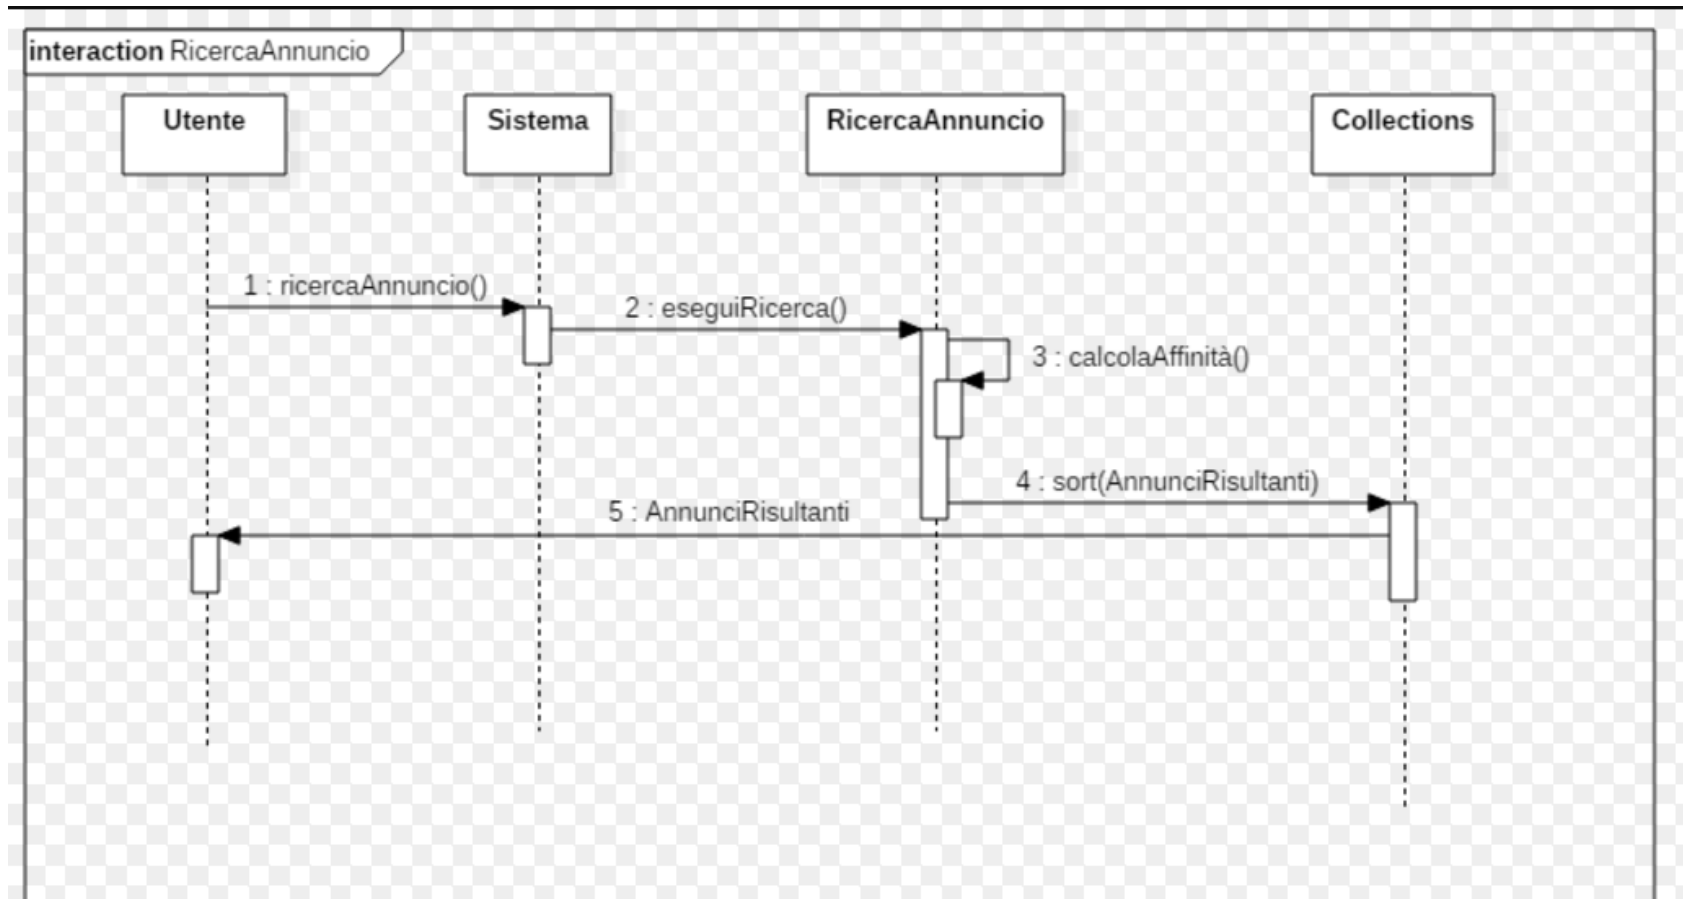 interaction RicercaAnnuncio
Utente
Sistema
RicercaAnnuncio
Collections
1 : ricercaAnnuncio()
2 : eseguiRicerca()
3 : calcolaAffinità()
4 : sort(AnnunciRisultanti)
5 : AnnunciRisultanti